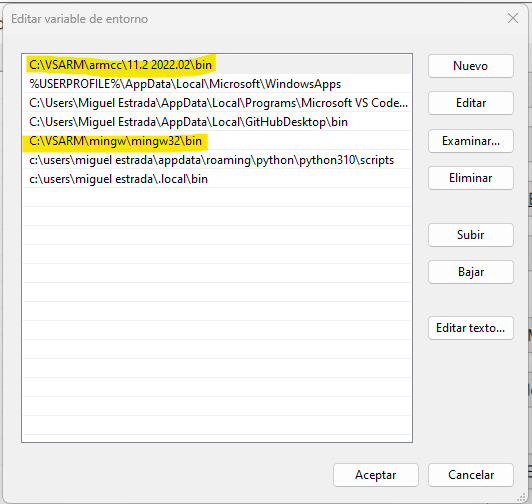 Editar variable de entorno
C:\VSARM\armcc\11.2 2022.02\bin
%USERPROFILE%\AppData\Local\Microsoft\WindowsApps
C:\Users\Miguel Estrada\AppData\Local\Programs\Microsoft VS Code...
C:\Users\Miguel Estrada\AppData\Local\GitHubDesktop\bin
C:\VSARM\mingw\mingw32\bin
c:\users\miguel estrada\appdata\roaming\python\python310\scripts
c:\users\miguel estrada\.local\bin
Nuevo
Editar
Examinar...
Eliminar
Subir
Bajar
Editar texto...
Aceptar
Cancelar